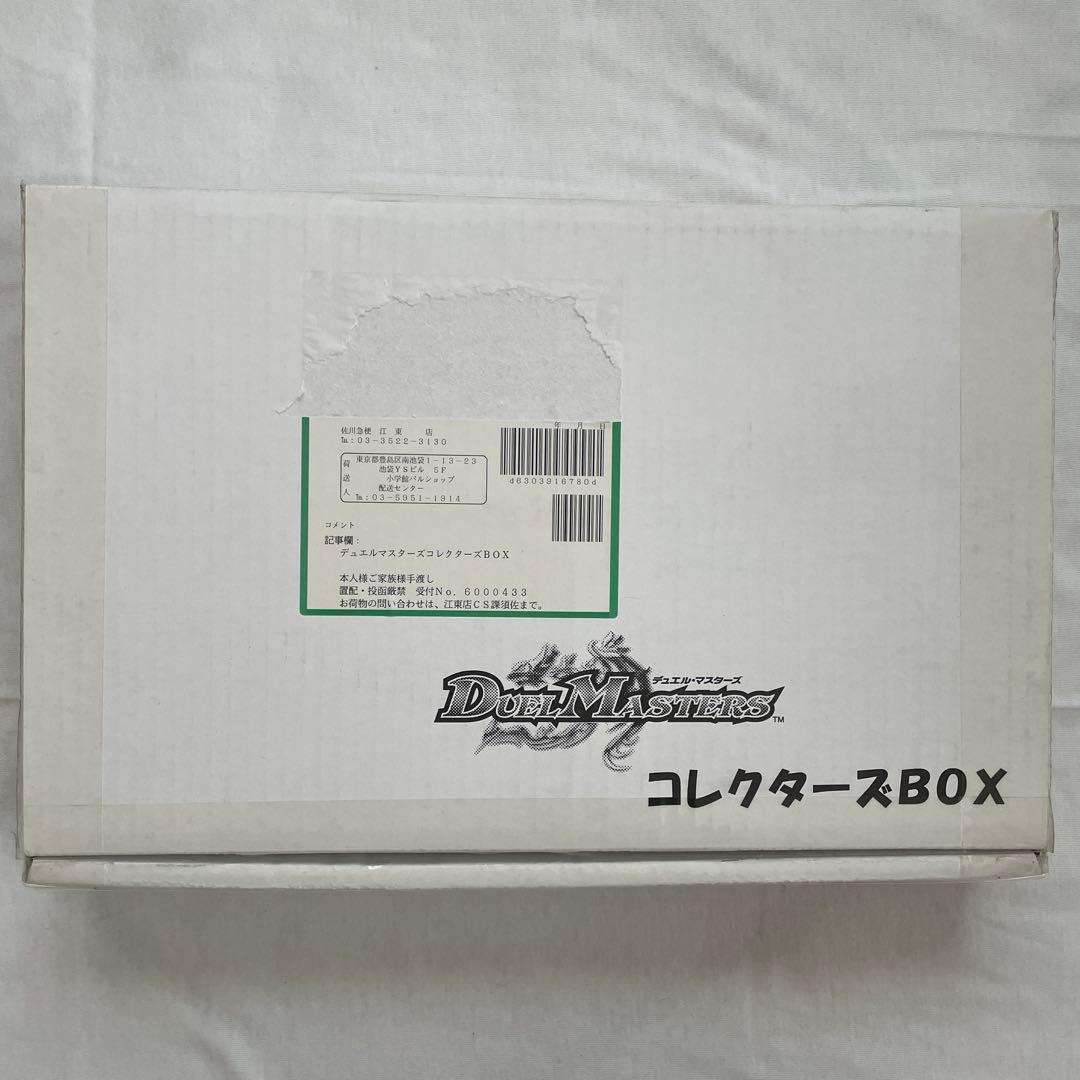 年 月 日
佐川急便 江 東 店
℡：０３－３５２２－３１３０
荷送人
東京都豊島区南池袋１－１３－２３
池袋ＹＳビル ５Ｆ
小学館パルショップ
配送センター
℡：０３－５９５１－１９１４
d63039167804
コメント
記事欄：
デュエルマスターズコレクターズＢＯＸ
本人様ご家族様手渡し
置配・投函厳禁 受付Ｎｏ．６０００４３３
お荷物の問い合わせは、江東店ＣＳ課須佐まで。
デュエル・マスターズ
DUEL MASTERS™
コレクターズBOX